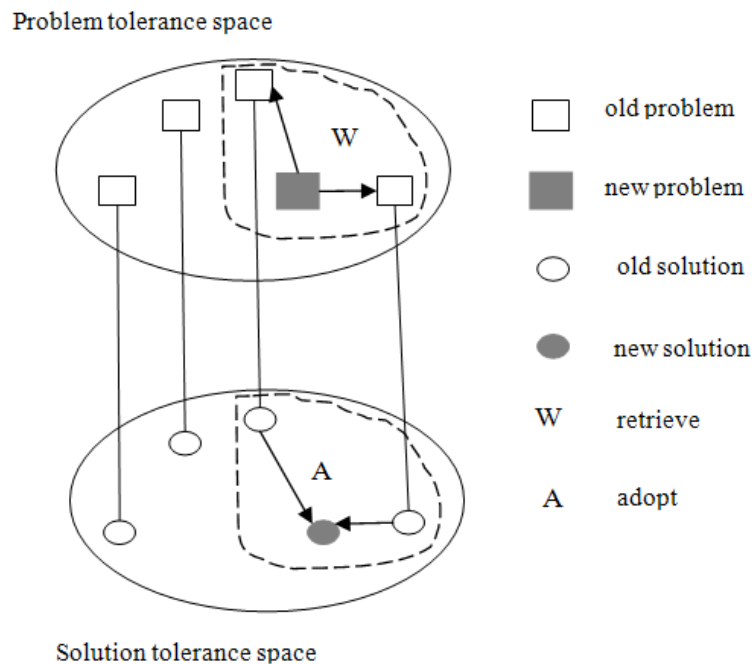 Problem tolerance space
W
old problem
new problem
old solution
new solution
W retrieve
A
A adopt
Solution tolerance space